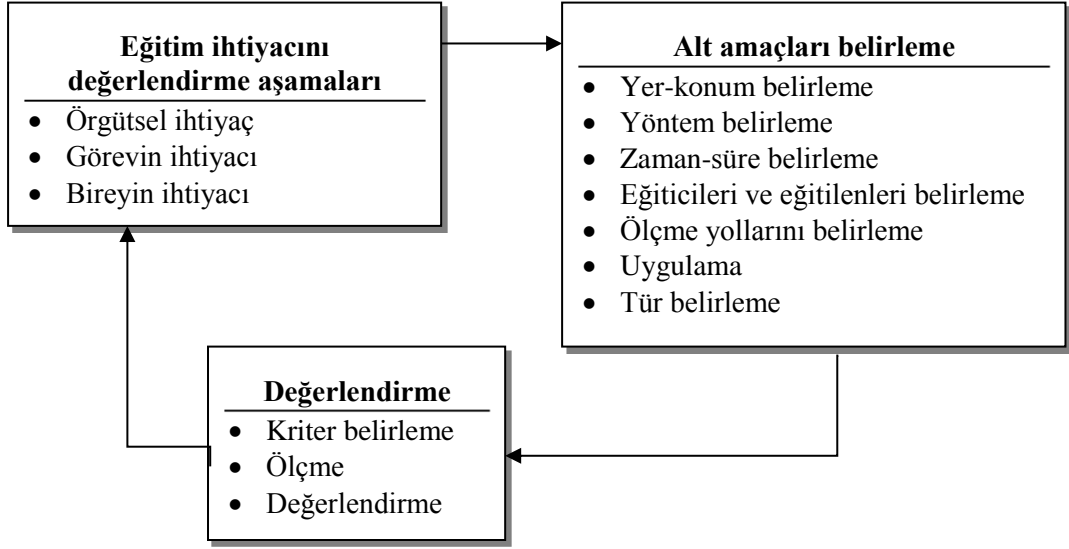 Eğitim ihtiyacını
değerlendirme aşamaları
• Örgütsel ihtiyaç
• Görevin ihtiyacı
• Bireyin ihtiyacı
Alt amaçları belirleme
• Yer-konum belirleme
• Yöntem belirleme
• Zaman-süre belirleme
• Eğiticileri ve eğitilenleri belirleme
• Ölçme yollarını belirleme
• Uygulama
• Tür belirleme
Değerlendirme
• Kriter belirleme
• Ölçme
• Değerlendirme